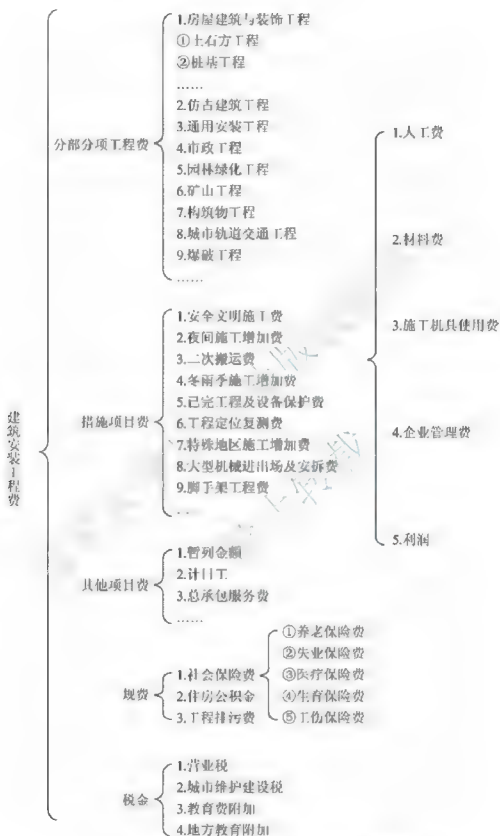 建筑安装工程费
分部分项工程费
1.房屋建筑与装饰工程
①土石方工程
②桩基工程
……
2.仿古建筑工程
3.通用安装工程
4.市政工程
5.园林绿化工程
6.矿山工程
7.构筑物工程
8.城市轨道交通工程
9.爆破工程
……
措施项目费
1.安全文明施工费
2.夜间施工增加费
3.二次搬运费
4.冬雨季施工增加费
5.已完工程及设备保护费
6.工程定位复测费
7.特殊地区施工增加费
8.大型机械进出场及安拆费
9.脚手架工程费
……
其他项目费
1.暂列金额
2.计日工
3.总承包服务费
……
规费
1.社会保险费
①养老保险费
②失业保险费
③医疗保险费
④生育保险费
⑤工伤保险费
2.住房公积金
3.工程排污费
税金
1.营业税
2.城市维护建设税
3.教育费附加
4.地方教育附加
1.人工费
2.材料费
3.施工机具使用费
4.企业管理费
5.利润